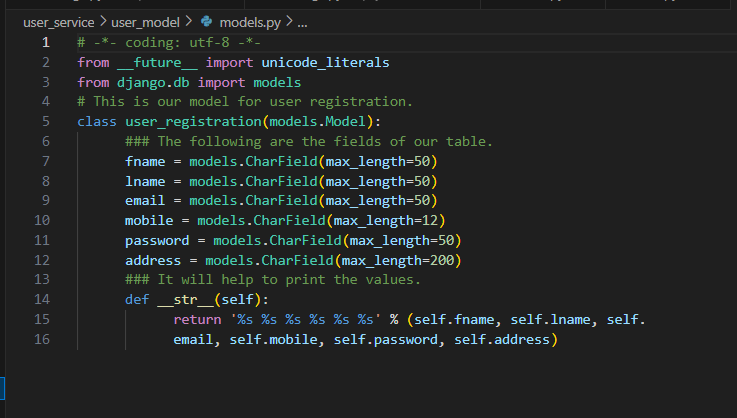 user_service > user_model > models.py > ...
1 # -*- coding: utf-8 -*-
2 from __future__ import unicode_literals
3 from django.db import models
4 # This is our model for user registration.
5 class user_registration(models.Model):
6 ### The following are the fields of our table.
7 fname = models.CharField(max_length=50)
8 lname = models.CharField(max_length=50)
9 email = models.CharField(max_length=50)
10 mobile = models.CharField(max_length=12)
11 password = models.CharField(max_length=50)
12 address = models.CharField(max_length=200)
13 ### It will help to print the values.
14 def __str__(self):
15 return '%s %s %s %s %s %s' % (self.fname, self.lname, self.
16 email, self.mobile, self.password, self.address)